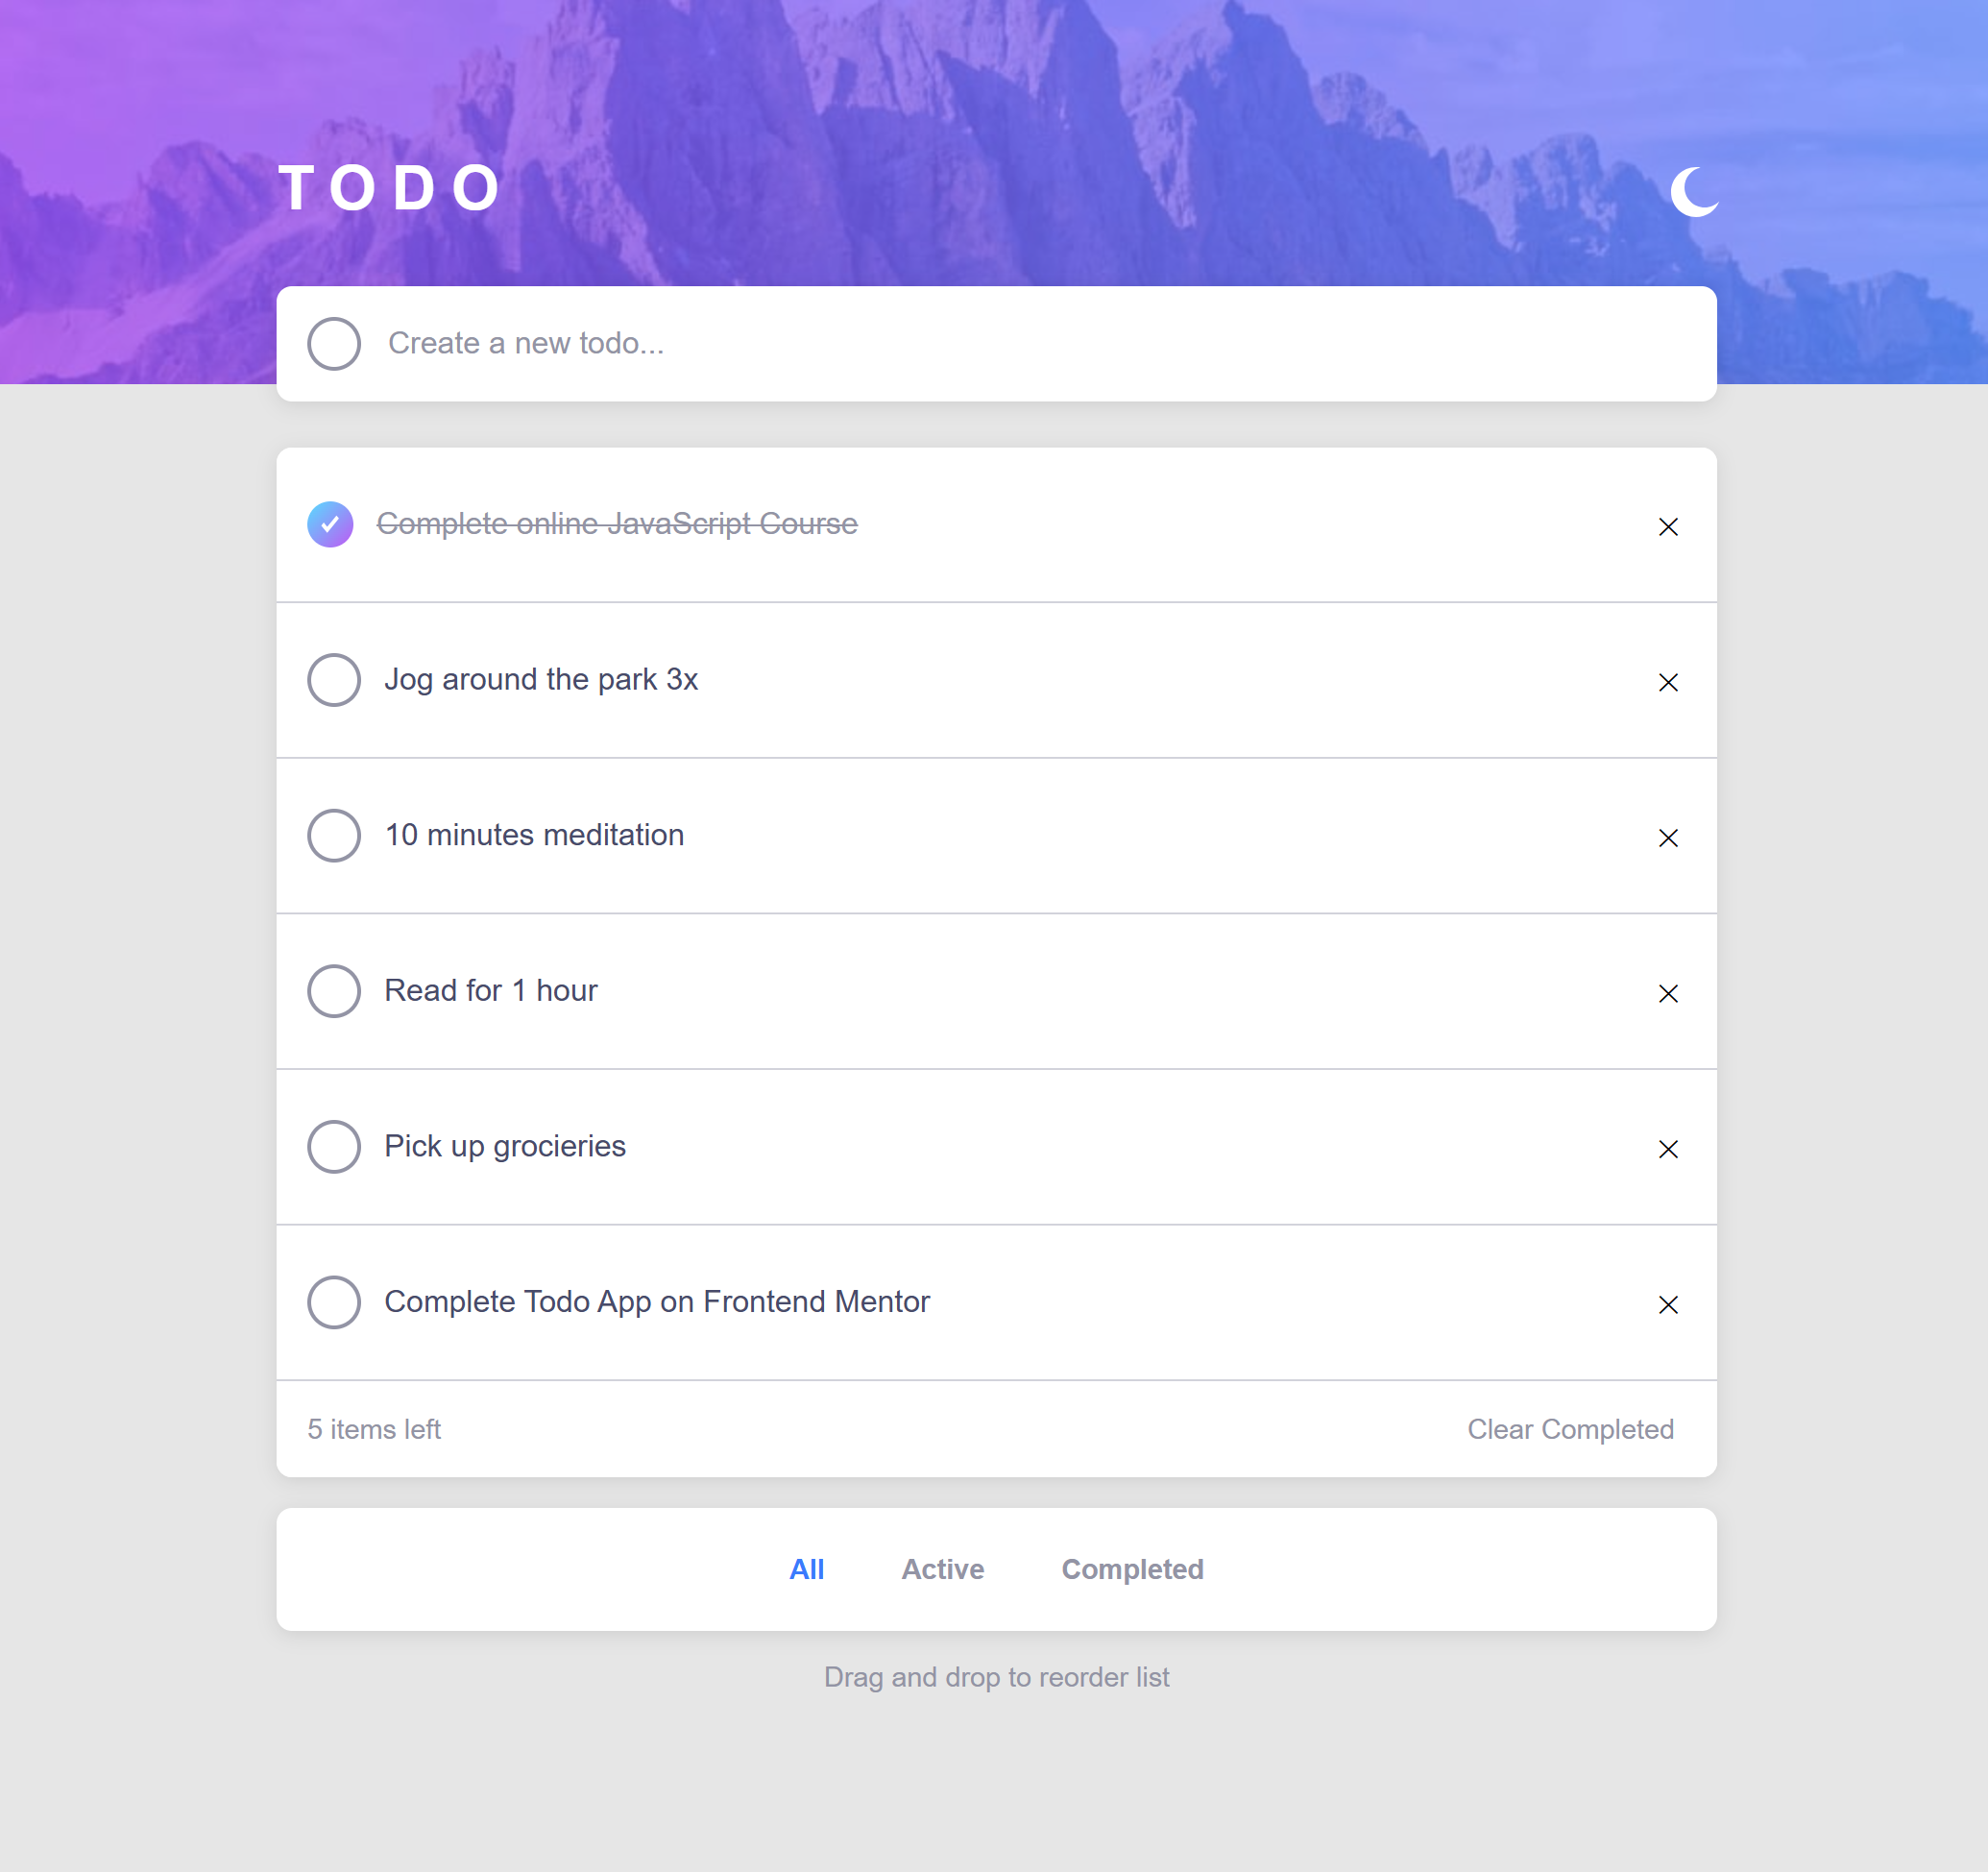 TODO
Create a new todo...
Complete online JavaScript Course
Jog around the park 3x
10 minutes meditation
Read for 1 hour
Pick up grocieries
Complete Todo App on Frontend Mentor
5 items left Clear Completed
All Active Completed
Drag and drop to reorder list